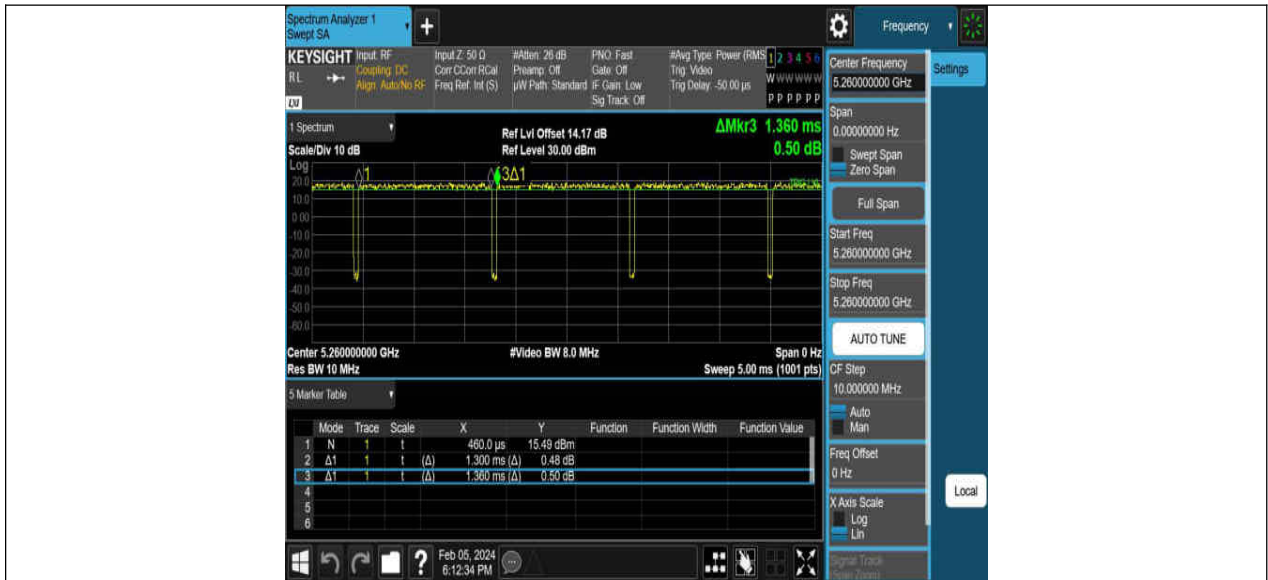 Spectrum Analyzer 1
Swept SA
+
Frequency
KEYSIGHT
RL
Input: RF
Coupling: DC
Align: Auto/No RF
Input Z: 50 Ω
Corr CCorr RCal
Freq Ref: Int (S)
#Atten: 26 dB
Preamp: Off
µW Path: Standard
PNO: Fast
Gate: Off
IF Gain: Low
Sig Track: Off
#Avg Type: Power (RMS
Trig: Video
Trig Delay: -50.00 µs
1 2 3 4 5 6
W W W W W W
P P P P P P
Center Frequency
5.260000000 GHz
Settings
1 Spectrum
Scale/Div 10 dB
Ref Lvl Offset 14.17 dB
Ref Level 30.00 dBm
ΔMkr3 1.360 ms
0.50 dB
Log
20.0
10.0
0.00
-10.0
-20.0
-30.0
-40.0
-50.0
-60.0
1
3Δ1
Center 5.260000000 GHz
#Video BW 8.0 MHz
Span 0 Hz
Res BW 10 MHz
Sweep 5.00 ms (1001 pts)
Span
0.00000000 Hz
Swept Span
Zero Span
Full Span
Start Freq
5.260000000 GHz
Stop Freq
5.260000000 GHz
AUTO TUNE
CF Step
10.000000 MHz
Auto
Man
Freq Offset
0 Hz
X Axis Scale
Log
Lin
Signal Track
(Span Zoom)
Local
5 Marker Table
Mode Trace Scale X Y Function Function Width Function Value
1 N 1 t 460.0 µs 15.49 dBm
2 Δ1 1 t (Δ) 1.300 ms (Δ) 0.48 dB
3 Δ1 1 t (Δ) 1.360 ms (Δ) 0.50 dB
4
5
6
?
Feb 05, 2024
6:12:34 PM